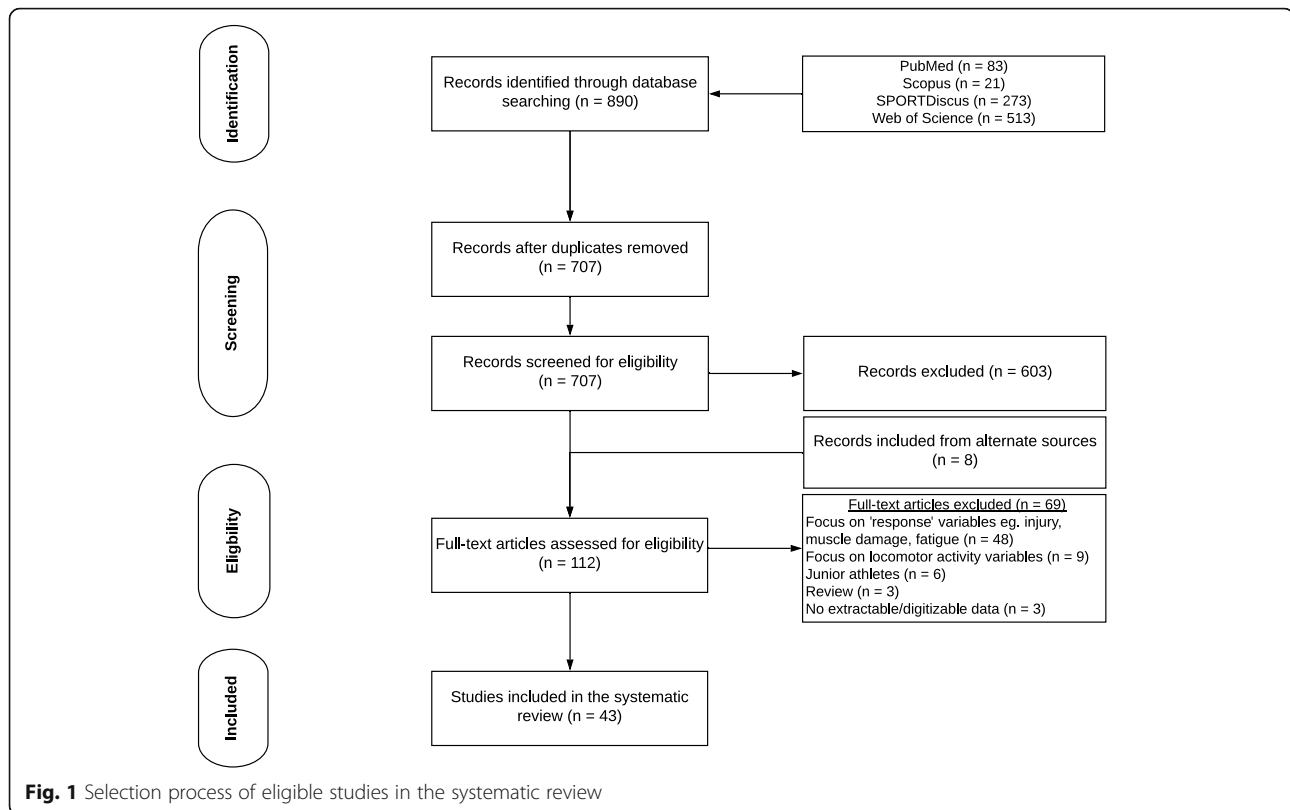 Identification
Records identified through database
searching (n = 890)
PubMed (n = 83)
Scopus (n = 21)
SPORTDiscus (n = 273)
Web of Science (n = 513)
Screening
Records after duplicates removed
(n = 707)
Records screened for eligibility
(n = 707)
Records excluded (n = 603)
Records included from alternate sources
(n = 8)
Eligbility
Full-text articles assessed for eligibility
(n = 112)
Full-text articles excluded (n = 69)
Focus on 'response' variables eg. injury,
muscle damage, fatigue (n = 48)
Focus on locomotor activity variables (n = 9)
Junior athletes (n = 6)
Review (n = 3)
No extractable/digitizable data (n = 3)
Included
Studies included in the systematic
review (n = 43)
Fig. 1 Selection process of eligible studies in the systematic review